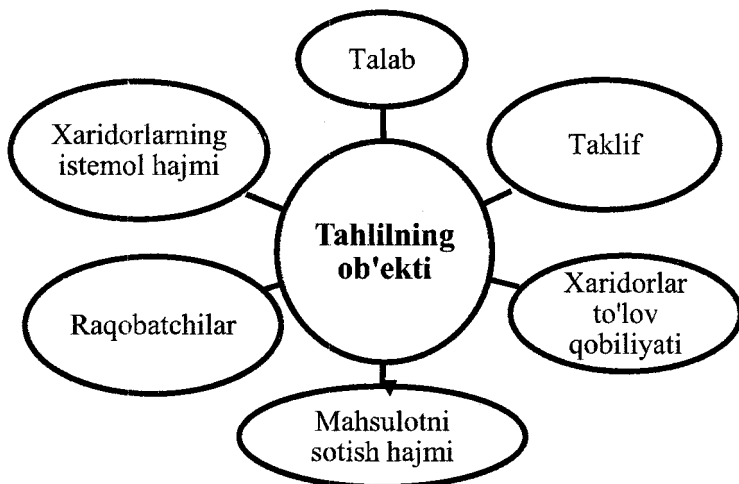 Talab
Xaridorlarning
istemol hajmi
Taklif
Tahlilning
ob'ekti
Raqobatchilar
Xaridorlar
to'lov
qobiliyati
Mahsulotni
sotish hajmi